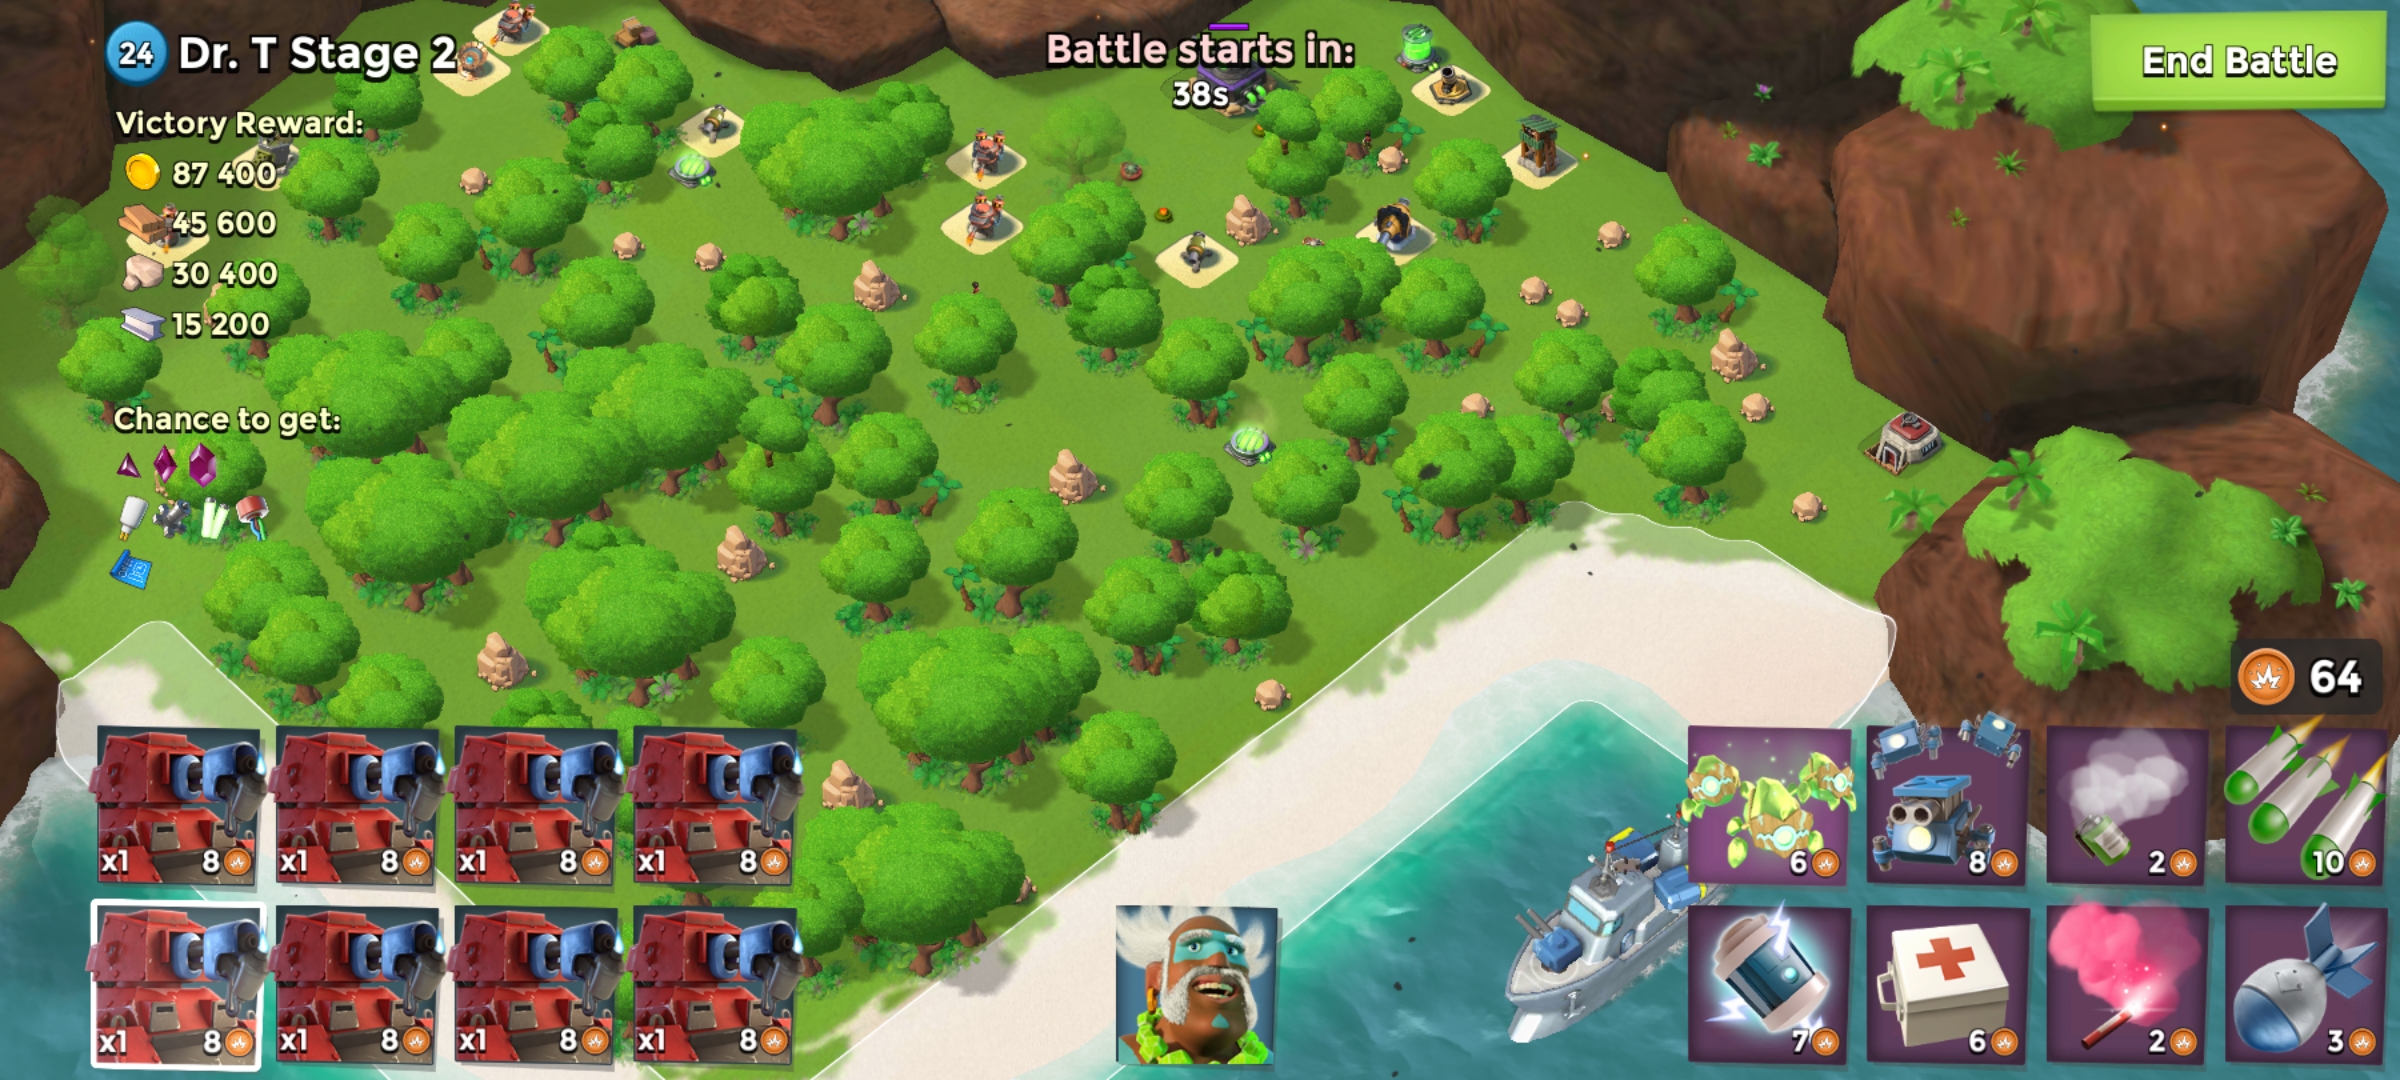 24 Dr. T Stage 2
Battle starts in:
38s
End Battle
Victory Reward:
87 400
45 600
30 400
15 200
Chance to get:
64
x1 8
x1 8
x1 8
x1 8
6
8
2
10
x1 8
x1 8
x1 8
x1 8
7
6
2
3